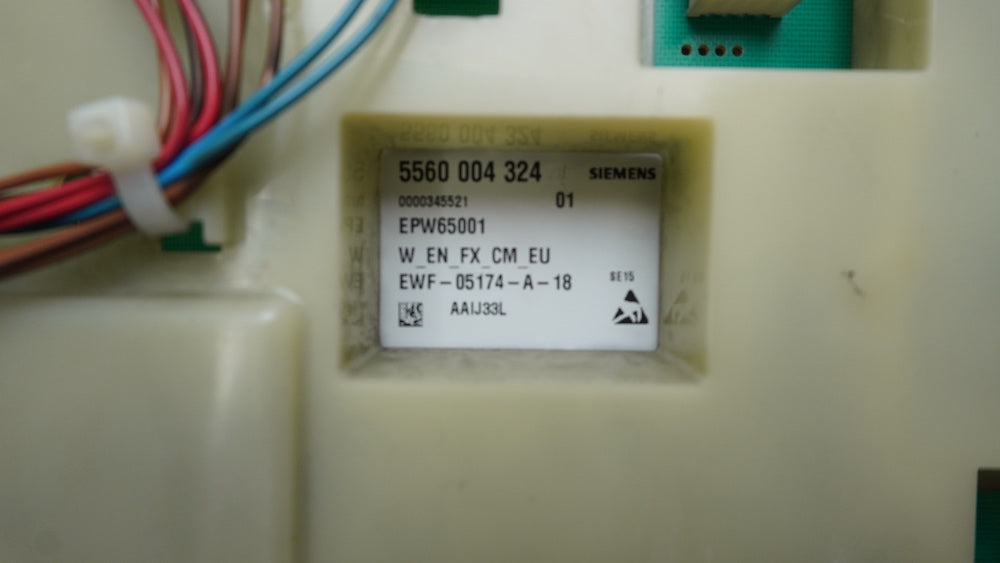 5560 004 324 SIEMENS
0000345521 01
EPW65001
W_EN_FX_CM_EU
EWF-05174-A-18 SE15
AAIJ33L